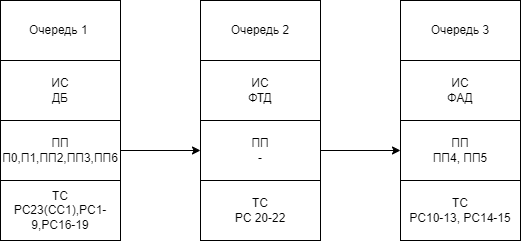 Очередь 1
ИС
ДБ
ПП
П0,П1,ПП2,ПП3,ПП6
ТС
РС23(СС1),РС1-
9,РС16-19
Очередь 2
ИС
ФТД
ПП
-
ТС
РС 20-22
Очередь 3
ИС
ФАД
ПП
ПП4, ПП5
ТС
РС10-13, РС14-15